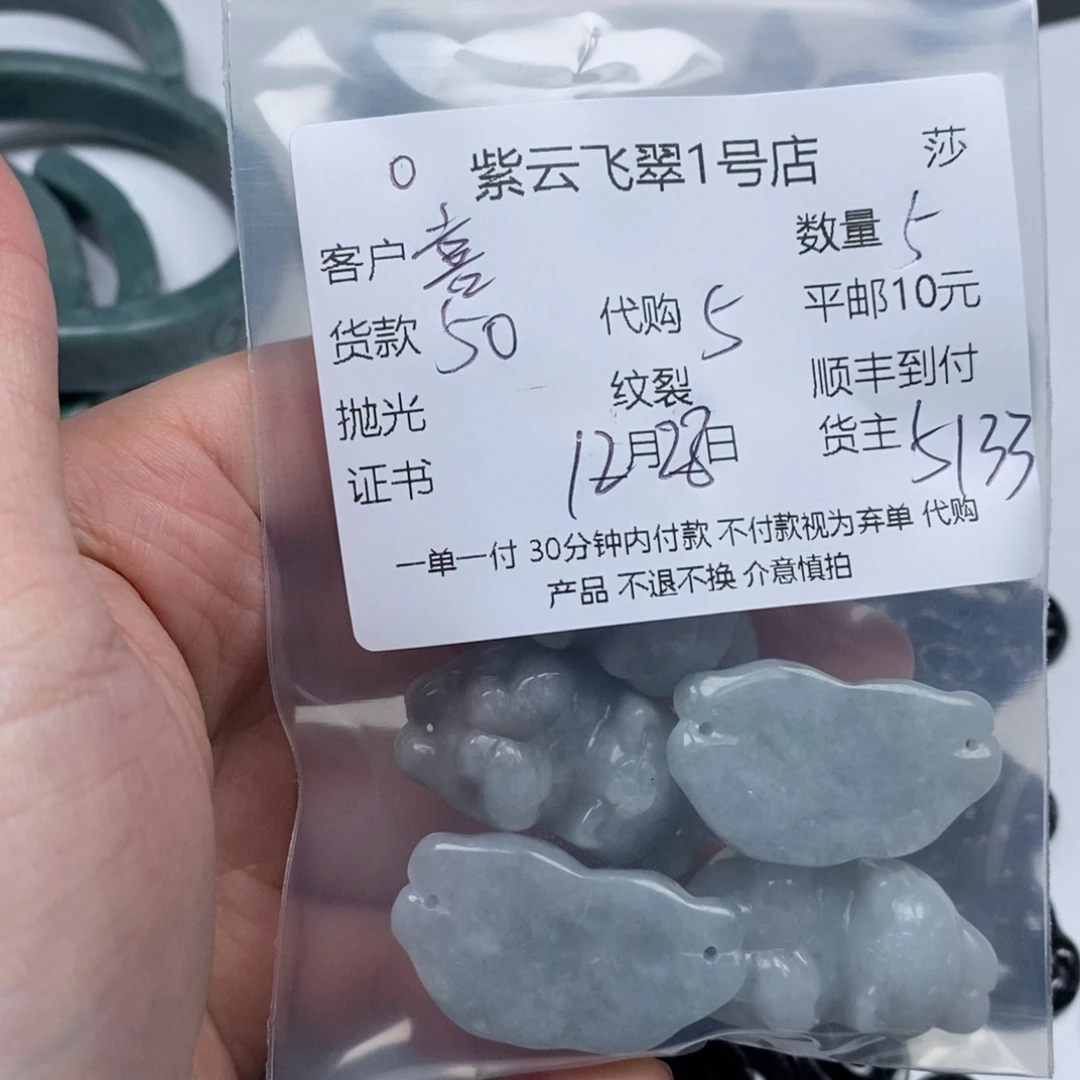 0 紫云飞翠1号店 莎
客户 喜 数量 5
货款 50 代购 5 平邮10元
抛光 纹裂 顺丰到付
证书 12月28日 货主 5133
一单一付 30分钟内付款 不付款视为弃单 代购
产品 不退不换 介意慎拍